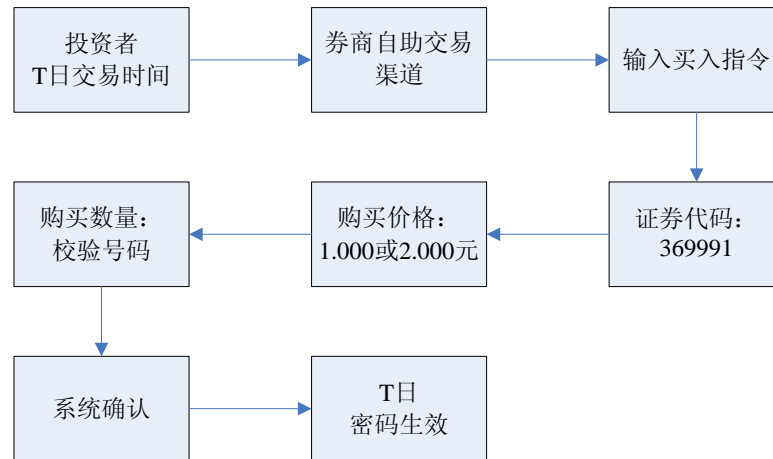 投资者
T日交易时间
券商自助交易
渠道
输入买入指令
证券代码：
369991
购买价格：
1.000或2.000元
购买数量：
校验号码
系统确认
T日
密码生效